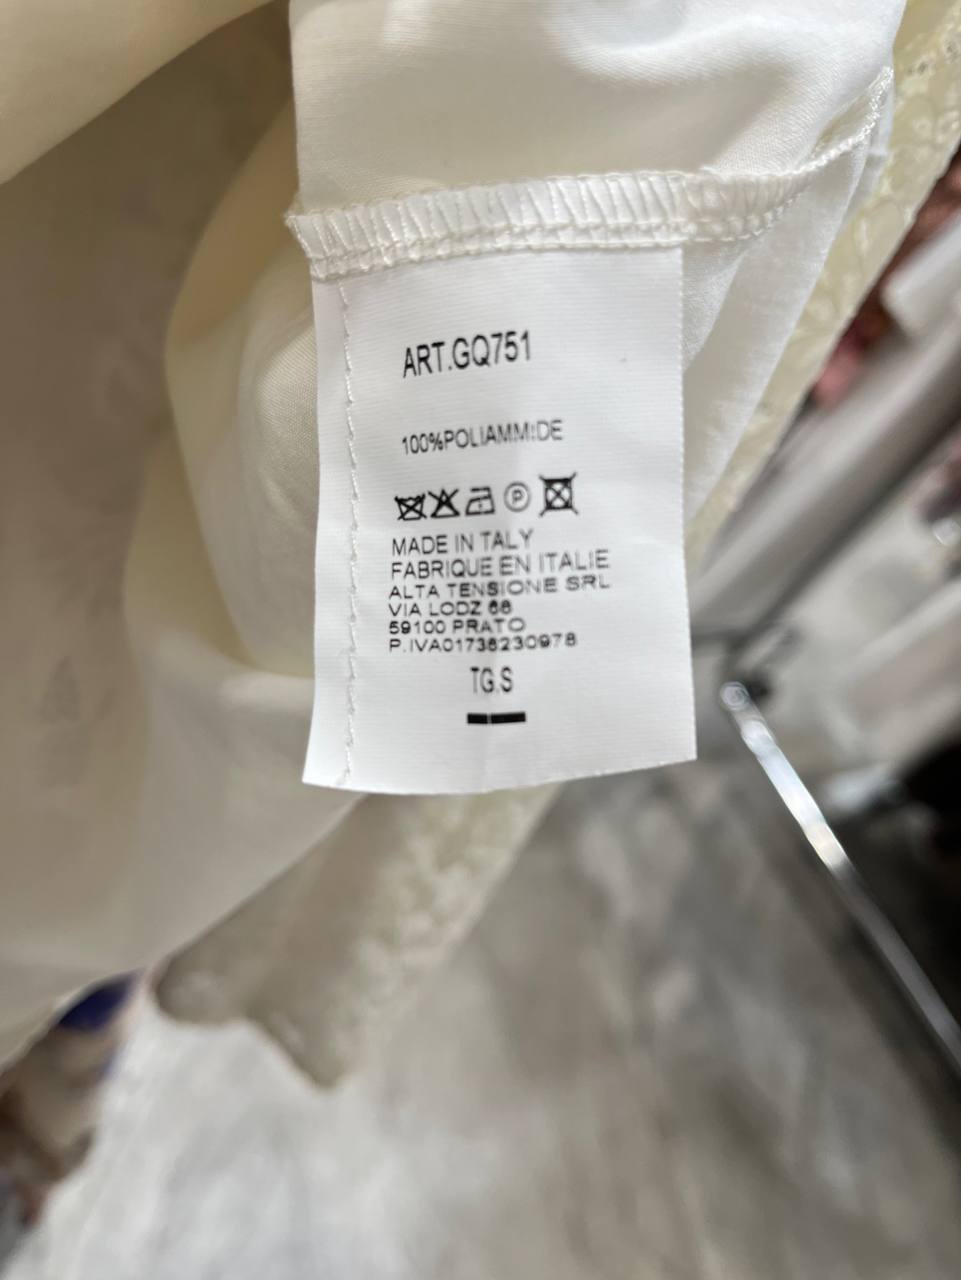 ART.GQ751
100%POLIAMMIDE
P
MADE IN TALY
FABRIQUE EN ITALIE
ALTA TENSIONE SRL
VIA LODZ 68
59100 PRATO
P.IVA01736230978
TG.S